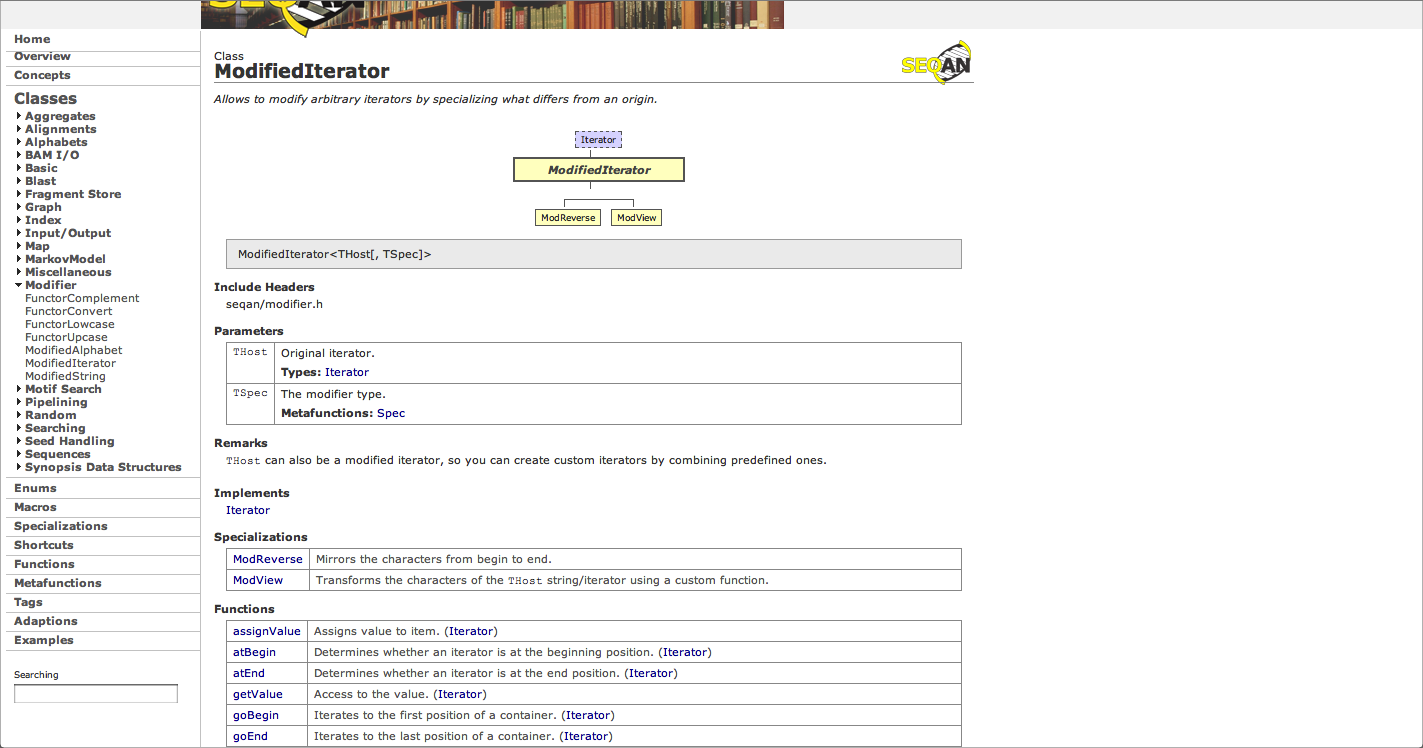 SEQAN
Home
Overview
Concepts
Classes
Aggregates
Alignments
Alphabets
BAM I/O
Basic
Blast
Fragment Store
Graph
Index
Input/Output
Map
MarkovModel
Miscellaneous
Modifier
FunctorComplement
FunctorConvert
FunctorLowcase
FunctorUpcase
ModifiedAlphabet
ModifiedIterator
ModifiedString
Motif Search
Pipelining
Random
Searching
Seed Handling
Sequences
Synopsis Data Structures
Enums
Macros
Specializations
Shortcuts
Functions
Metafunctions
Tags
Adaptions
Examples
Searching
Class
ModifiedIterator
SEQAN
Allows to modify arbitrary iterators by specializing what differs from an origin.
Iterator
ModifiedIterator
ModReverse ModView
ModifiedIterator<THost[, TSpec]>
Include Headers
seqan/modifier.h
Parameters
THost Original iterator.
Types: Iterator
TSpec The modifier type.
Metafunctions: Spec
Remarks
THost can also be a modified iterator, so you can create custom iterators by combining predefined ones.
Implements
Iterator
Specializations
ModReverse Mirrors the characters from begin to end.
ModView Transforms the characters of the THost string/iterator using a custom function.
Functions
assignValue Assigns value to item. (Iterator)
atBegin Determines whether an iterator is at the beginning position. (Iterator)
atEnd Determines whether an iterator is at the end position. (Iterator)
getValue Access to the value. (Iterator)
goBegin Iterates to the first position of a container. (Iterator)
goEnd Iterates to the last position of a container. (Iterator)